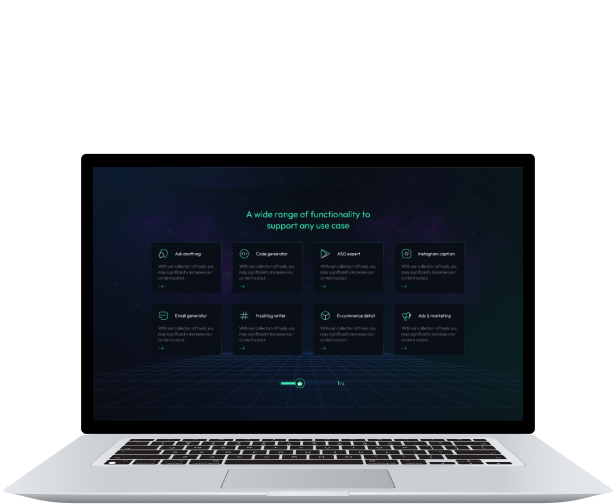 A wide range of functionality to
support any use case
Ask anything
With our collection of tools, you
may significantly increase your
content output.
Code generator
With our collection of tools, you
may significantly increase your
content output.
ASO expert
With our collection of tools, you
may significantly increase your
content output.
Instagram caption
With our collection of tools, you
may significantly increase your
content output.
Email generator
With our collection of tools, you
may significantly increase your
content output.
Hashtag writer
With our collection of tools, you
may significantly increase your
content output.
E-commerce detail
With our collection of tools, you
may significantly increase your
content output.
Ads & marketing
With our collection of tools, you
may significantly increase your
content output.
1/2